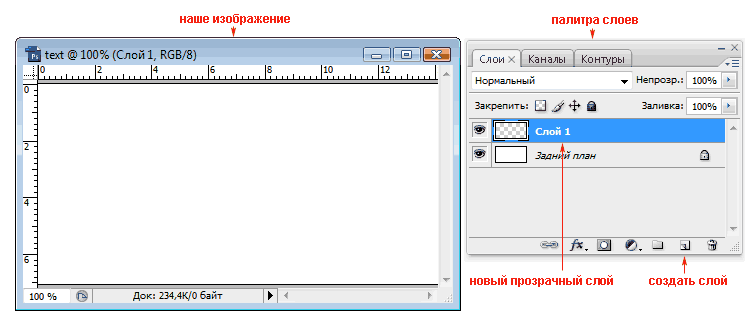 наше изображение
палитра слоев
text @ 100% (Слой 1, RGB/8)
0 2 4 6 8 10 12
0
2
4
6
100 % Док: 234,4К/0 байт
Слои × Каналы Контуры
Нормальный Непрозр.: 100%
Закрепить: Заливка: 100%
Слой 1
Задний план
fx
новый прозрачный слой
создать слой